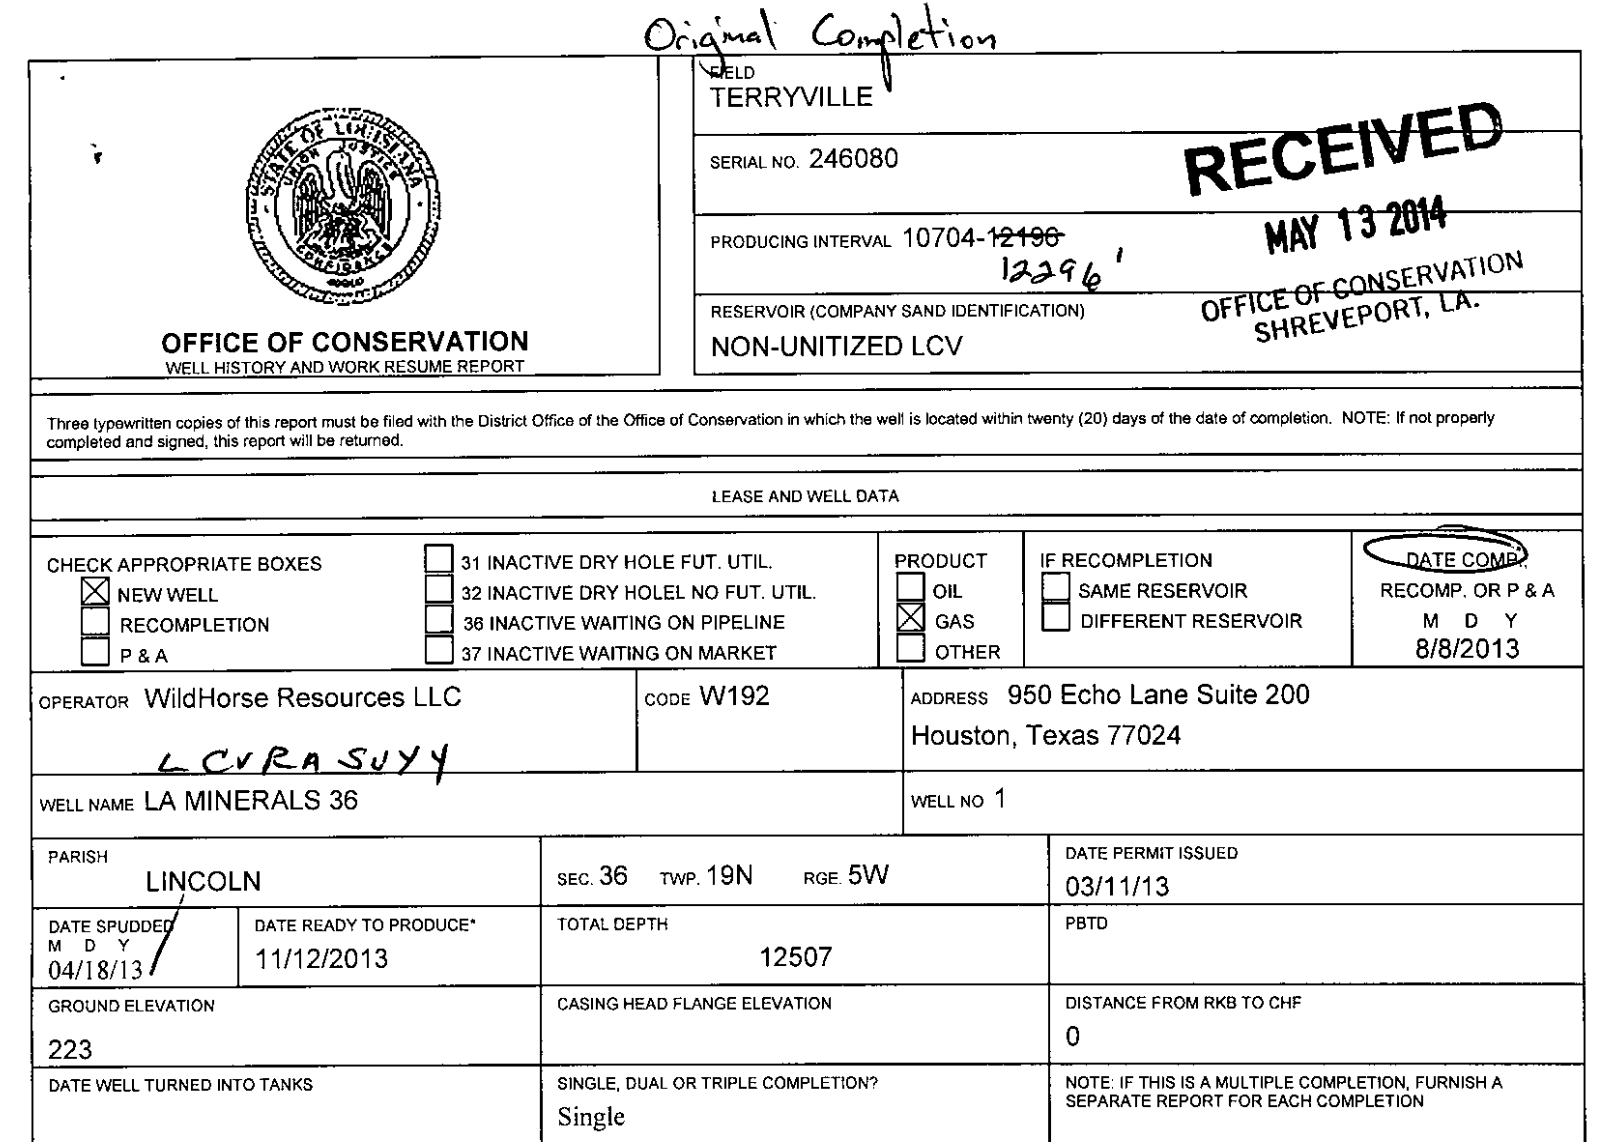 Original Completion
STATE OF LOUISIANA
UNION JUSTICE
CONFIDENCE
OFFICE OF CONSERVATION
WELL HISTORY AND WORK RESUME REPORT
FIELD
TERRYVILLE
SERIAL NO. 246080
PRODUCING INTERVAL 10704-12196
12296'
RESERVOIR (COMPANY SAND IDENTIFICATION)
NON-UNITIZED LCV
RECEIVED
MAY 13 2014
OFFICE OF CONSERVATION
SHREVEPORT, LA.
Three typewritten copies of this report must be filed with the District Office of the Office of Conservation in which the well is located within twenty (20) days of the date of completion. NOTE: If not properly
completed and signed, this report will be returned.
LEASE AND WELL DATA
CHECK APPROPRIATE BOXES
NEW WELL
RECOMPLETION
P & A
31 INACTIVE DRY HOLE FUT. UTIL.
32 INACTIVE DRY HOLEL NO FUT. UTIL.
36 INACTIVE WAITING ON PIPELINE
37 INACTIVE WAITING ON MARKET
PRODUCT
OIL
GAS
OTHER
IF RECOMPLETION
SAME RESERVOIR
DIFFERENT RESERVOIR
DATE COMP.,
RECOMP. OR P & A
M D Y
8/8/2013
OPERATOR WildHorse Resources LLC
CODE W192
ADDRESS 950 Echo Lane Suite 200
Houston, Texas 77024
LCVRA SUYY
WELL NAME LA MINERALS 36
WELL NO 1
PARISH
LINCOLN
SEC. 36 TWP. 19N RGE. 5W
DATE PERMIT ISSUED
03/11/13
DATE SPUDDED
M D Y
04/18/13
DATE READY TO PRODUCE*
11/12/2013
TOTAL DEPTH
12507
PBTD
GROUND ELEVATION
223
CASING HEAD FLANGE ELEVATION
DISTANCE FROM RKB TO CHF
0
DATE WELL TURNED INTO TANKS
SINGLE, DUAL OR TRIPLE COMPLETION?
Single
NOTE: IF THIS IS A MULTIPLE COMPLETION, FURNISH A
SEPARATE REPORT FOR EACH COMPLETION